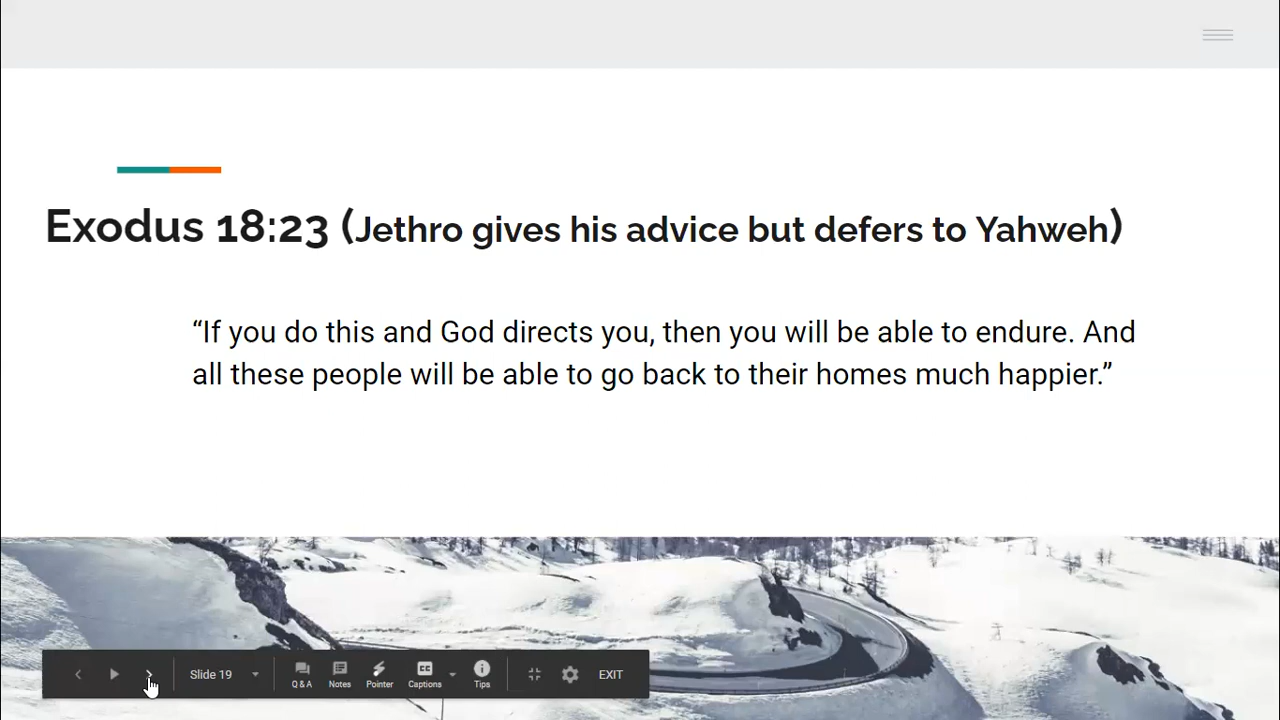 Exodus 18:23 (Jethro gives his advice but defers to Yahweh)
“If you do this and God directs you, then you will be able to endure. And
all these people will be able to go back to their homes much happier.”
Slide 19
Q & A
Notes
Pointer
CC
Captions
Tips
EXIT